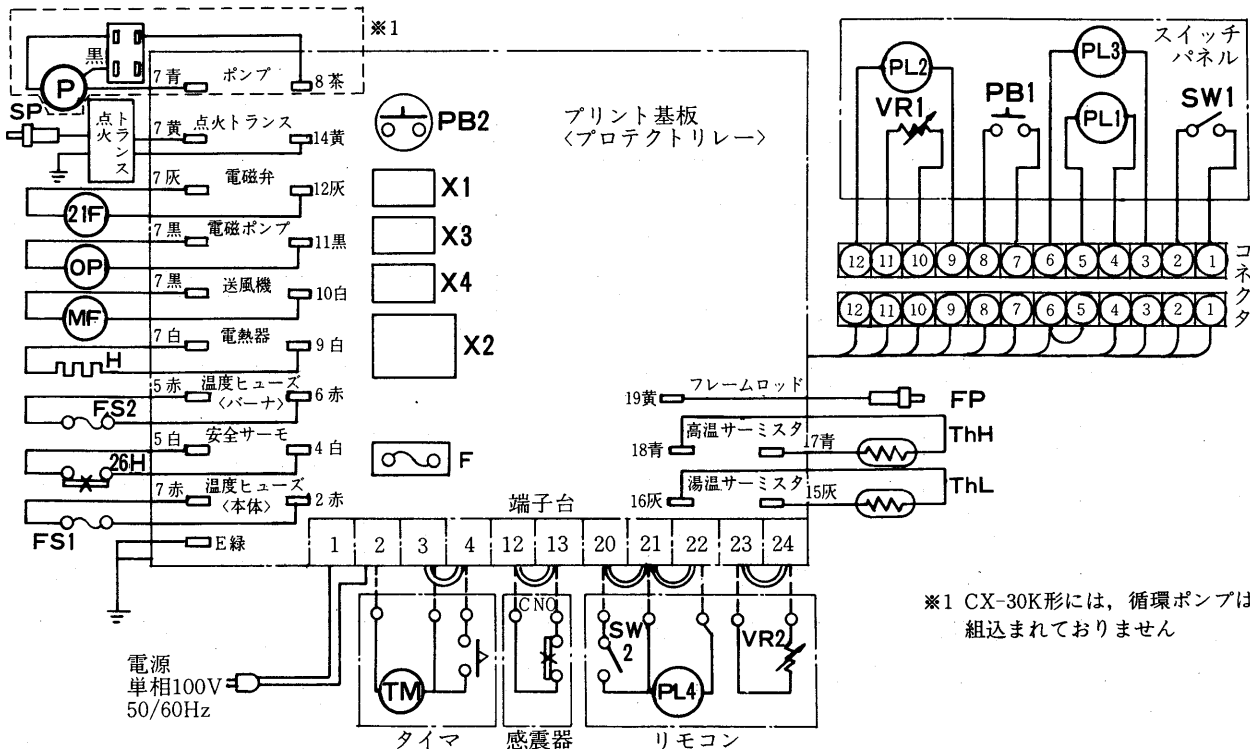 ※1
黒
P
7青
ポンプ
8茶
SP
点火
トランス
7黄
点火トランス
14黄
7灰
電磁弁
12灰
21F
7黒
電磁ポンプ
11黒
OP
7黒
送風機
10白
MF
7白
電熱器
9白
H
5赤
温度ヒューズ
〈バーナ〉
6赤
FS2
5白
安全サーモ
4白
26H
7赤
温度ヒューズ
〈本体〉
2赤
FS1
E緑
PB2
X1
X3
X4
X2
F
プリント基板
〈プロテクトリレー〉
スイッチ
パネル
PL2
VR1
PB1
PL3
PL1
SW1
12 11 10 9 8 7 6 5 4 3 2 1
12 11 10 9 8 7 6 5 4 3 2 1
コネクタ
19黄
フレームロッド
FP
18青
高温サーミスタ
17青
ThH
16灰
湯温サーミスタ
15灰
ThL
端子台
1 2 3 4 12 13 20 21 22 23 24
CNO
SW
2
VR2
TM
PL4
タイマ
感震器
リモコン
電源
単相100V
50/60Hz
※1 CX-30K形には，循環ポンプは
組込まれておりません